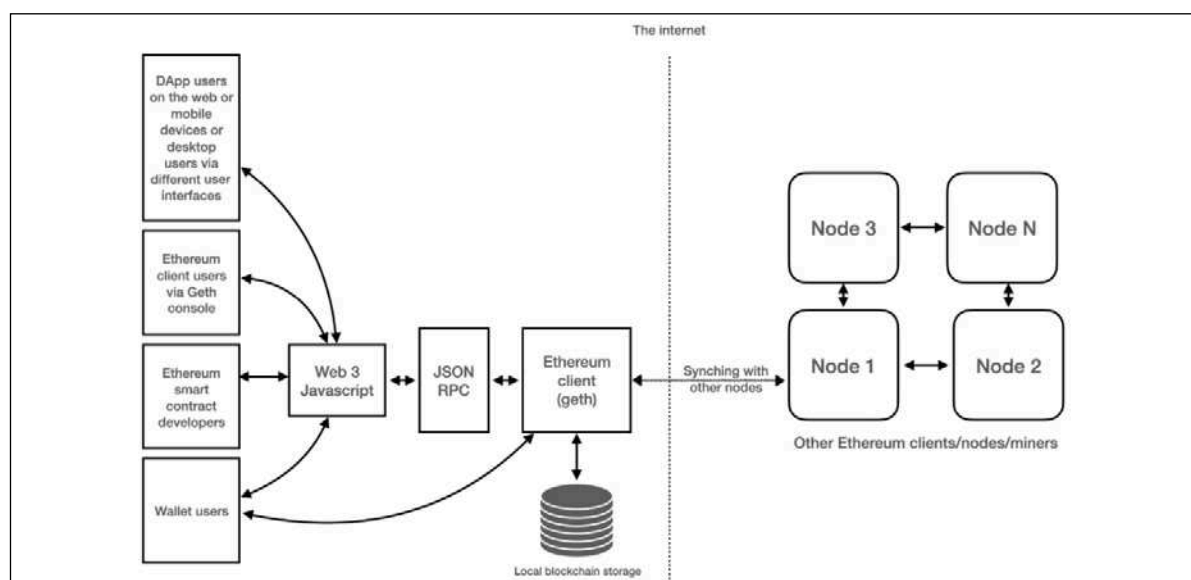 The internet
DApp users
on the web or
mobile
devices or
desktop
users via
different user
interfaces
Ethereum
client users
via Geth
console
Ethereum
smart
contract
developers
Wallet users
Web 3
Javascript
JSON
RPC
Ethereum
client
(geth)
Local blockchain storage
Synching with
other nodes
Node 3
Node N
Node 1
Node 2
Other Ethereum clients/nodes/miners